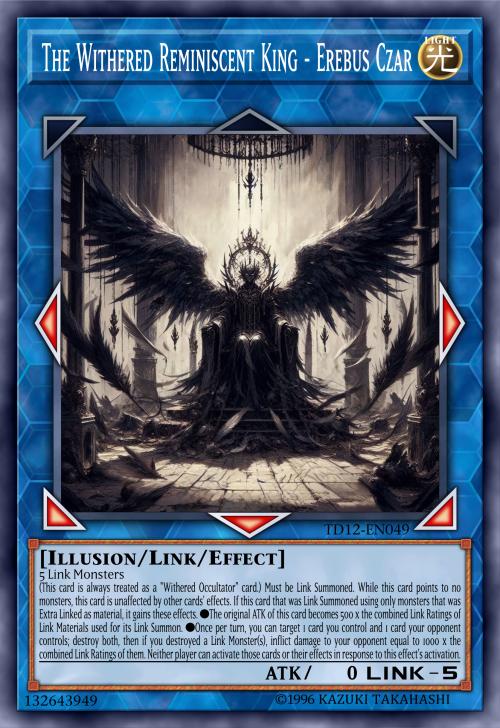 LIGHT
THE WITHERED REMINISCENT KING - EREBUS CZAR 光
TD12-EN049
[ILLUSION/LINK/EFFECT]
5 Link Monsters
(This card is always treated as a "Withered Occultator" card.) Must be Link Summoned. While this card points to no
monsters, this card is unaffected by other cards' effects. If this card was Link Summoned using only monsters that was
Extra Linked as material, it gains these effects. ●The original ATK of this card becomes 500 x the combined Link Ratings of
Link Materials used for its Link Summon. ●Once per turn, you can target 1 card you control and 1 card your opponent
controls; destroy both, then if you destroyed a Link Monster(s), inflict damage to your opponent equal to 1000 x the
combined Link Ratings of them. Neither player can activate those cards or their effects in response to this effect's activation.
ATK/ 0 LINK-5
132643949 ©1996 KAZUKI TAKAHASHI